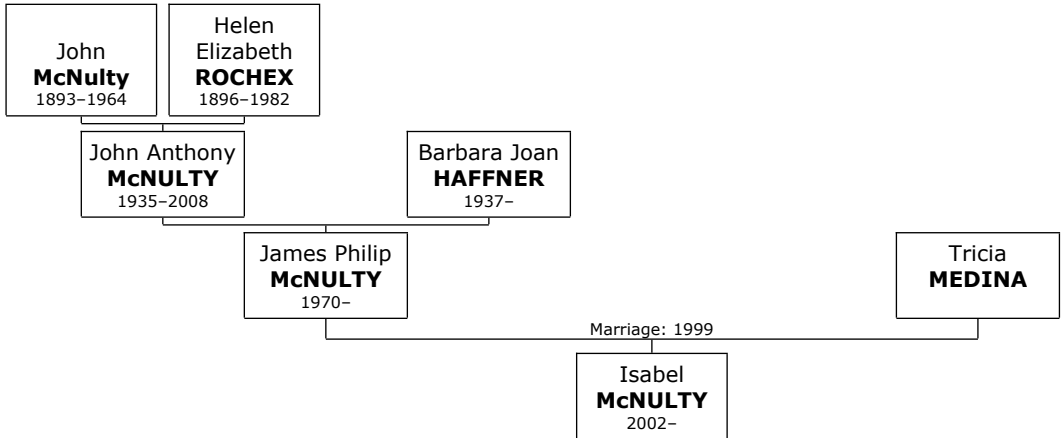 John
McNulty
1893–1964
Helen
Elizabeth
ROCHEX
1896–1982
John Anthony
McNULTY
1935–2008
Barbara Joan
HAFFNER
1937–
James Philip
McNULTY
1970–
Tricia
MEDINA
Marriage: 1999
Isabel
McNULTY
2002–